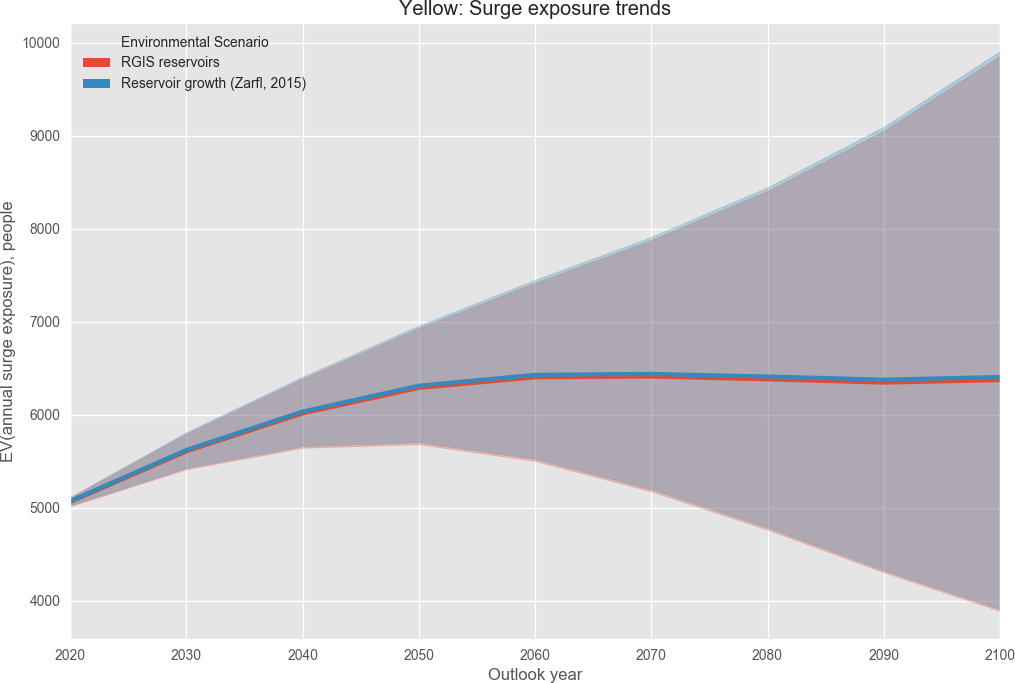 Yellow: Surge exposure trends
Environmental Scenario
RGIS reservoirs
Reservoir growth (Zarfl, 2015)
EV(annual surge exposure), people
10000
9000
8000
7000
6000
5000
4000
2020 2030 2040 2050 2060 2070 2080 2090 2100
Outlook year